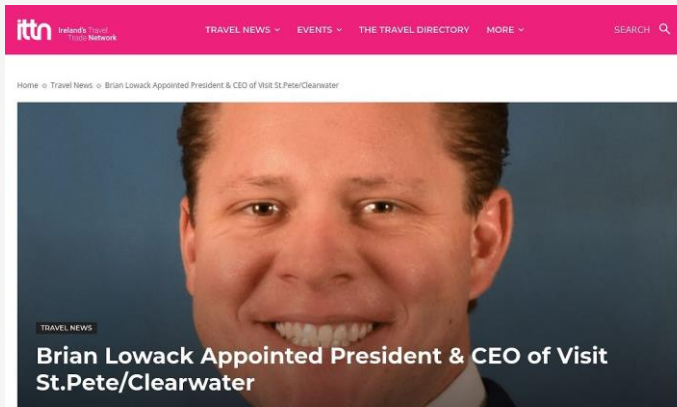 ittn Ireland's Travel
Trade Network
TRAVEL NEWS EVENTS THE TRAVEL DIRECTORY MORE SEARCH
Home Travel News Brian Lowack Appointed President & CEO of Visit St.Pete/Clearwater
TRAVEL NEWS
Brian Lowack Appointed President & CEO of Visit
St.Pete/Clearwater